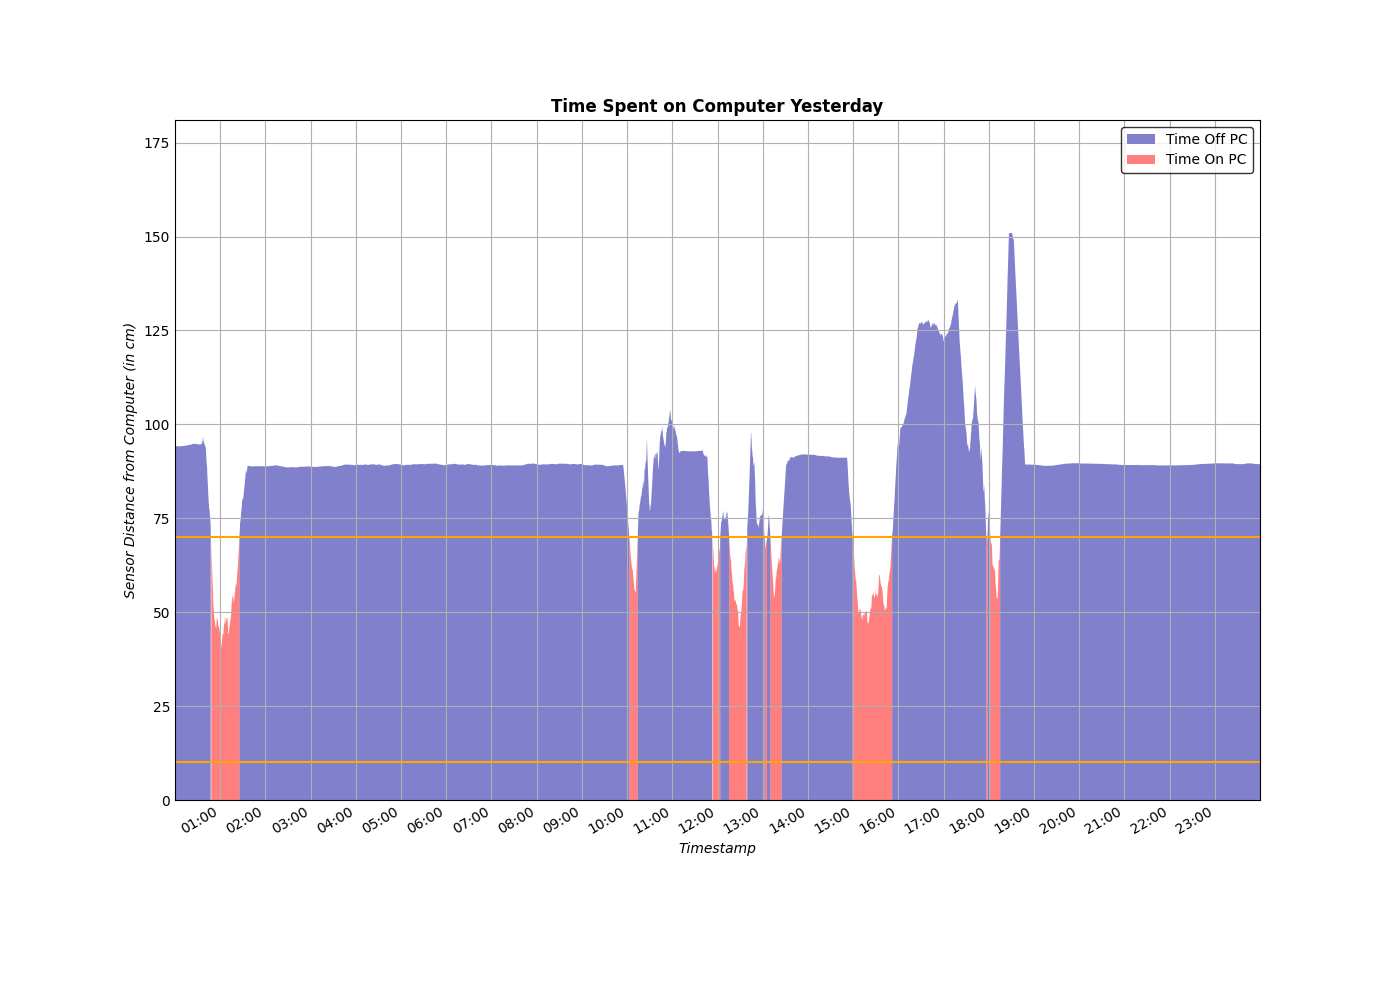 Time Spent on Computer Yesterday
Time Off PC
Time On PC
175
150
125
100
75
50
25
0
Sensor Distance from Computer (in cm)
01:00 02:00 03:00 04:00 05:00 06:00 07:00 08:00 09:00 10:00 11:00 12:00 13:00 14:00 15:00 16:00 17:00 18:00 19:00 20:00 21:00 22:00 23:00
Timestamp